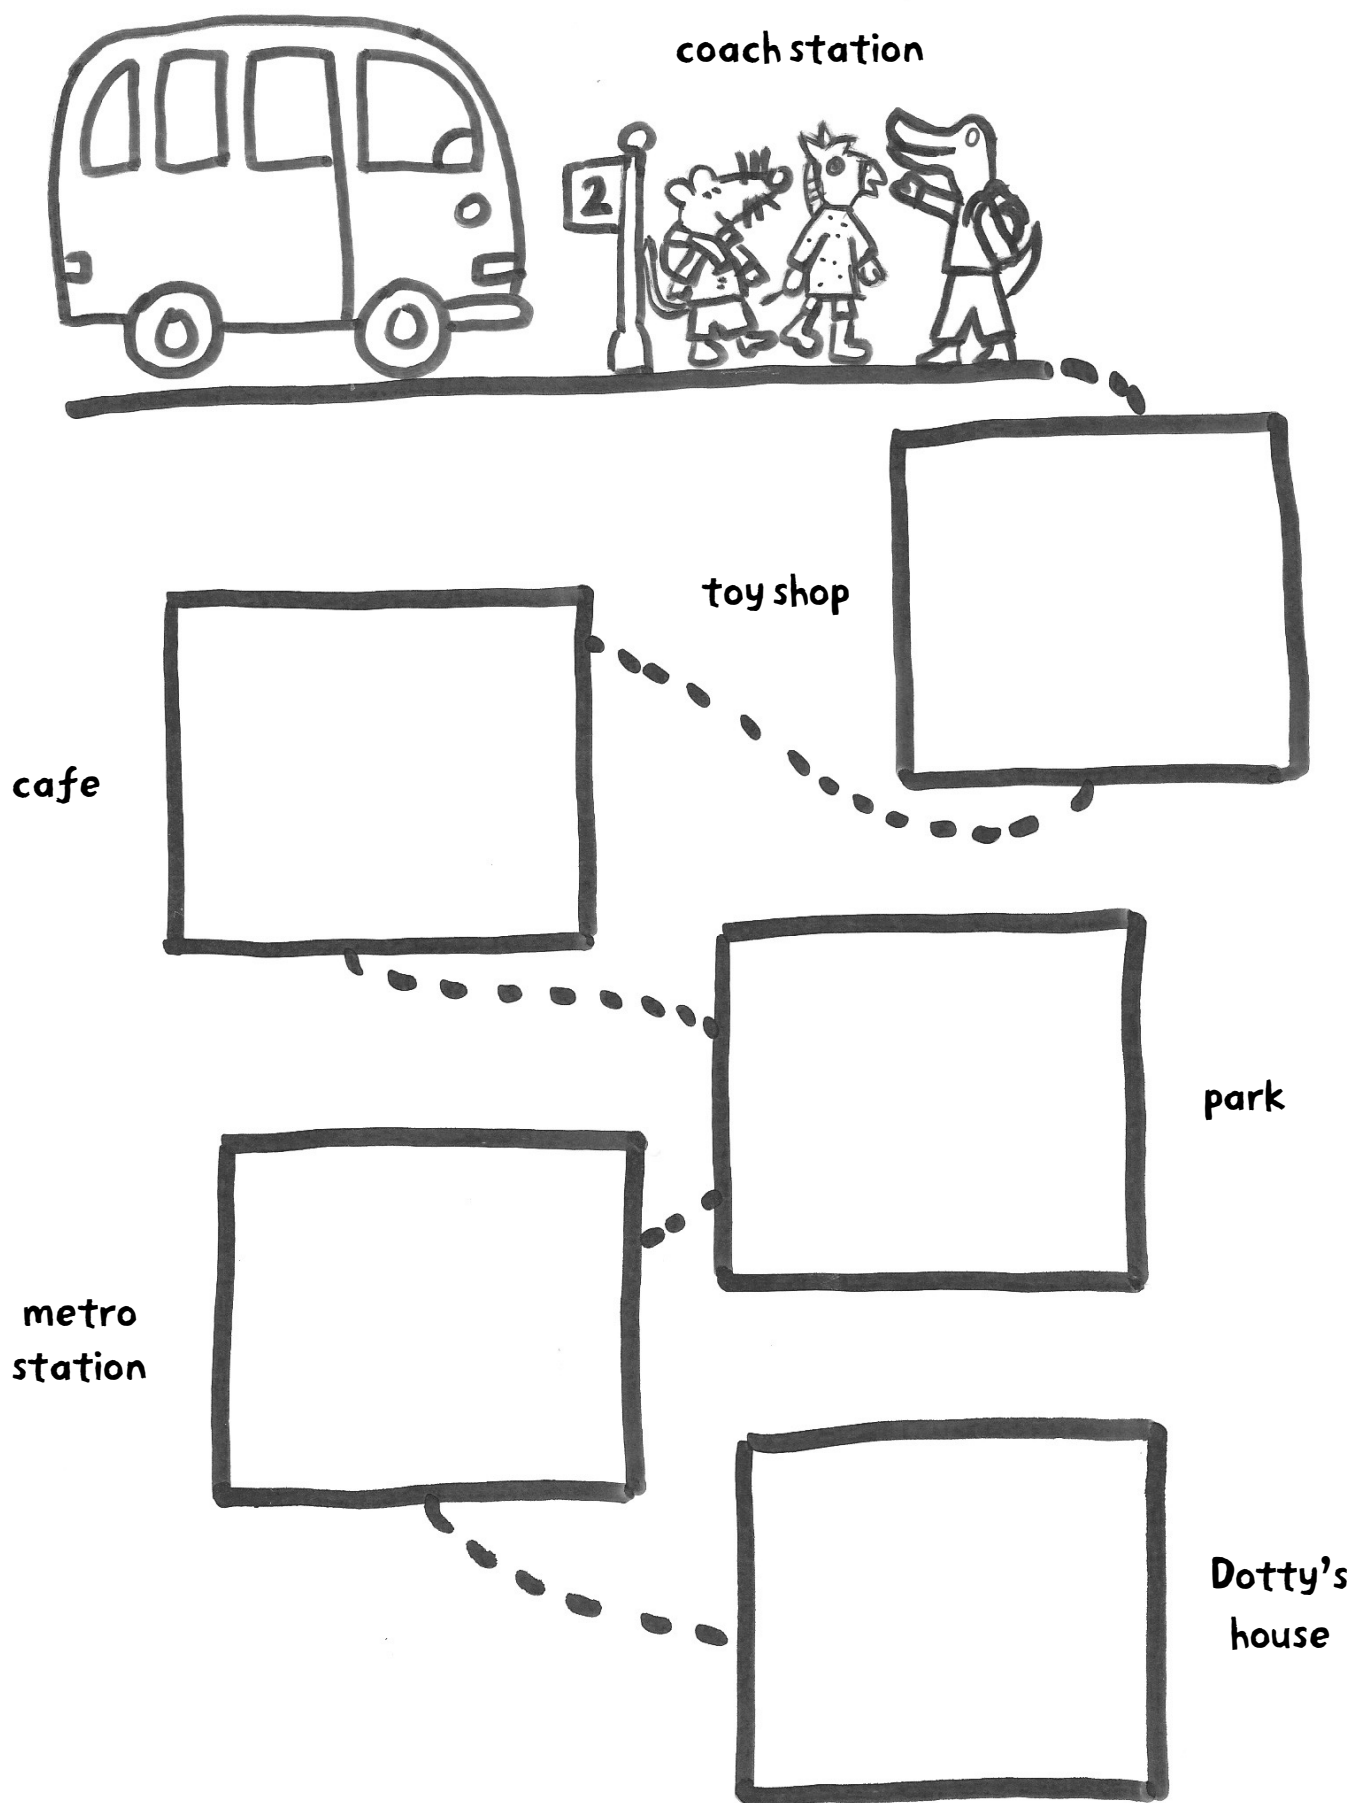 coach station
2
toy shop
cafe
park
metro
station
Dotty's
house